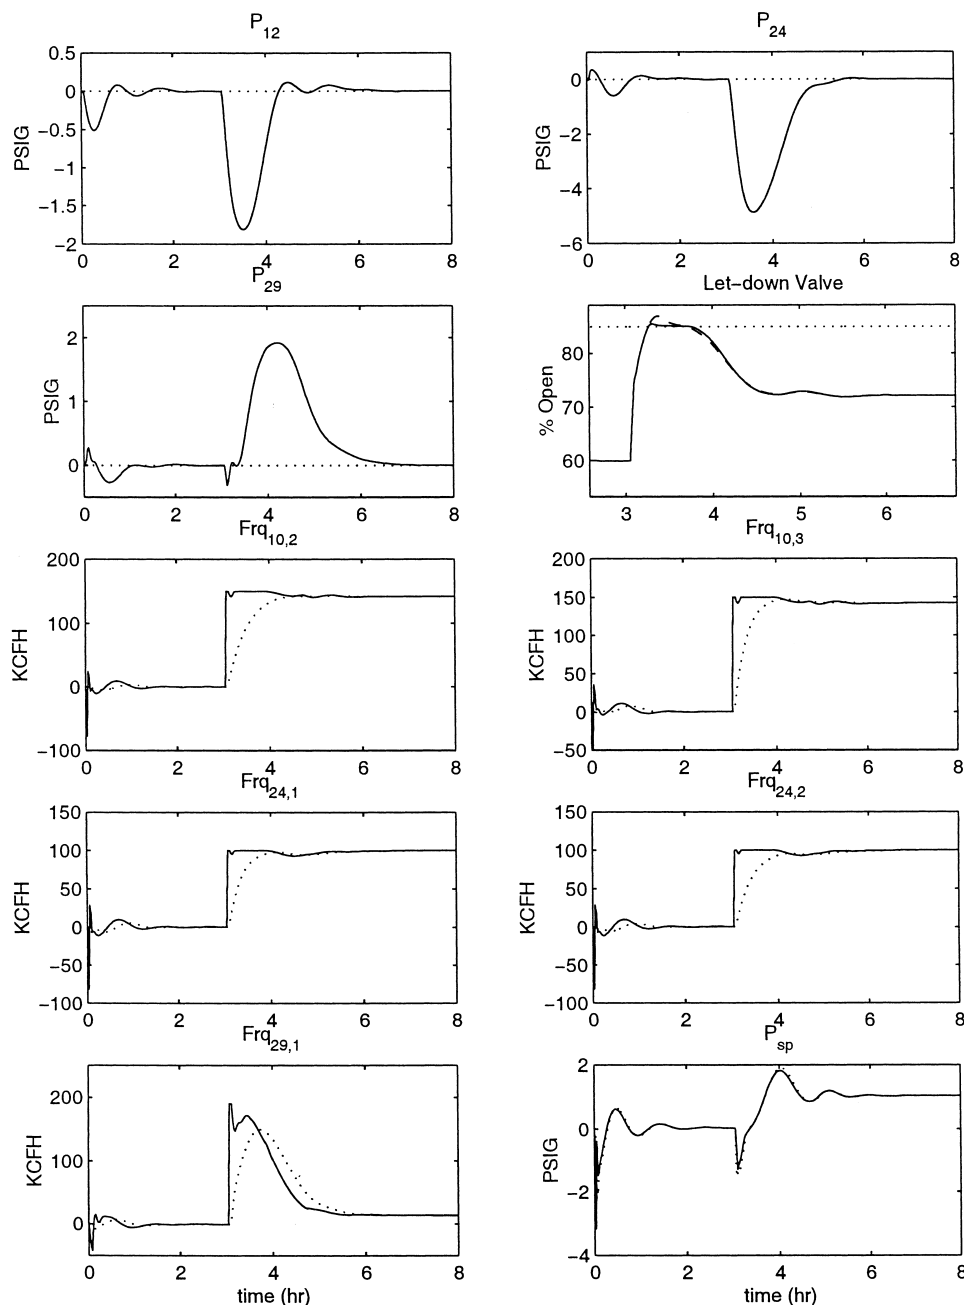 P12
P24
0.5
0
−0.5
−1
−1.5
−2
PSIG
0 2 4 6 8
0
−2
−4
−6
PSIG
0 2 4 6 8
P29
Let−down Valve
2
1
0
PSIG
0 2 4 6 8
80
70
60
% Open
3 4 5 6
Frq10,2
Frq10,3
200
100
0
−100
KCFH
0 2 4 6 8
200
150
100
50
0
−50
KCFH
0 2 4 6 8
Frq24,1
Frq24,2
150
100
50
0
−50
−100
KCFH
0 2 4 6 8
150
100
50
0
−50
−100
KCFH
0 2 4 6 8
Frq29,1
Psp
200
100
0
KCFH
0 2 4 6 8
time (hr)
2
0
−2
−4
PSIG
0 2 4 6 8
time (hr)